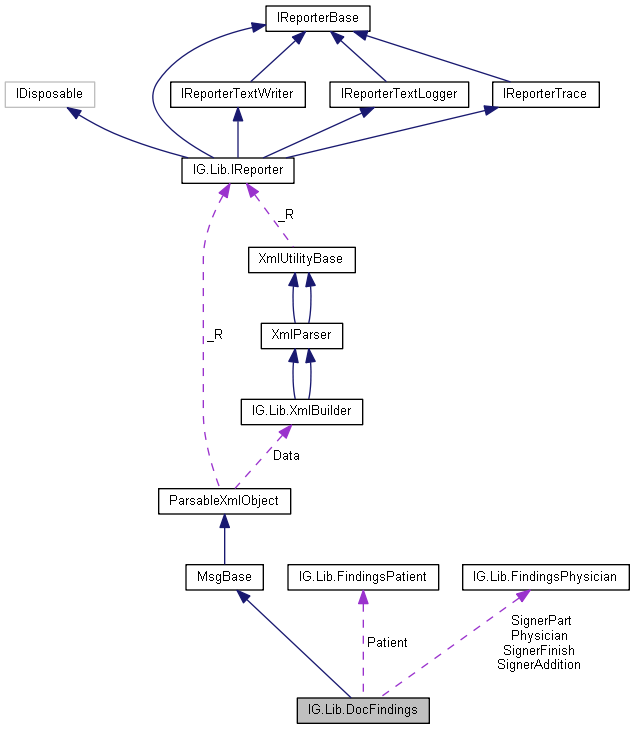 IReporterBase
IDisposable
IReporterTextWriter
IReporterTextLogger
IReporterTrace
IG.Lib.IReporter
_R
XmlUtilityBase
_R
XmlParser
IG.Lib.XmlBuilder
Data
ParsableXmlObject
MsgBase
IG.Lib.FindingsPatient
IG.Lib.FindingsPhysician
Patient
SignerPart
Physician
SignerFinish
SignerAddition
IG.Lib.DocFindings